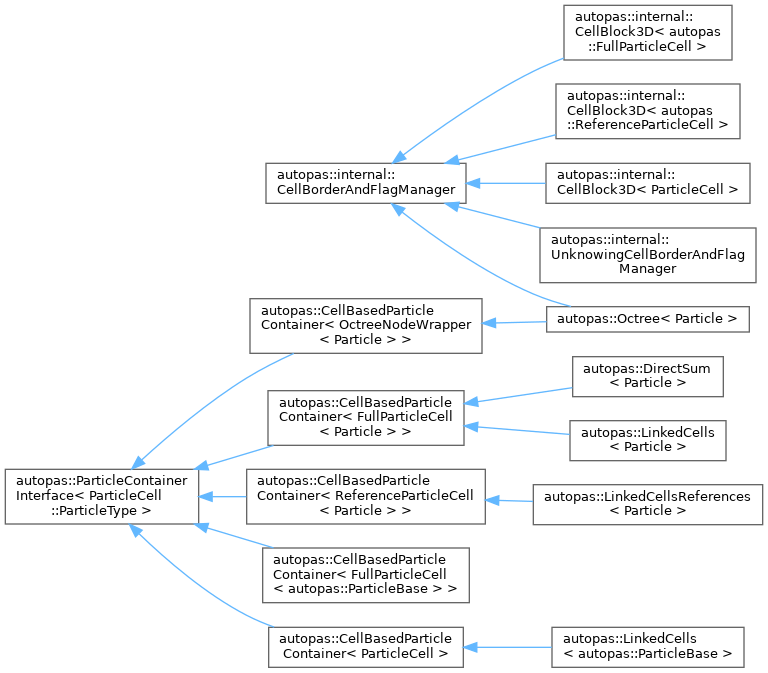 autopas::internal::
CellBlock3D< autopas
::FullParticleCell >
autopas::internal::
CellBlock3D< autopas
::ReferenceParticleCell >
autopas::internal::
CellBorderAndFlagManager
autopas::internal::
CellBlock3D< ParticleCell >
autopas::internal::
UnknowingCellBorderAndFlag
Manager
autopas::CellBasedParticle
Container< OctreeNodeWrapper
< Particle > >
autopas::Octree< Particle >
autopas::DirectSum
< Particle >
autopas::CellBasedParticle
Container< FullParticleCell
< Particle > >
autopas::LinkedCells
< Particle >
autopas::ParticleContainer
Interface< ParticleCell
::ParticleType >
autopas::CellBasedParticle
Container< ReferenceParticleCell
< Particle > >
autopas::LinkedCellsReferences
< Particle >
autopas::CellBasedParticle
Container< FullParticleCell
< autopas::ParticleBase > >
autopas::CellBasedParticle
Container< ParticleCell >
autopas::LinkedCells
< autopas::ParticleBase >